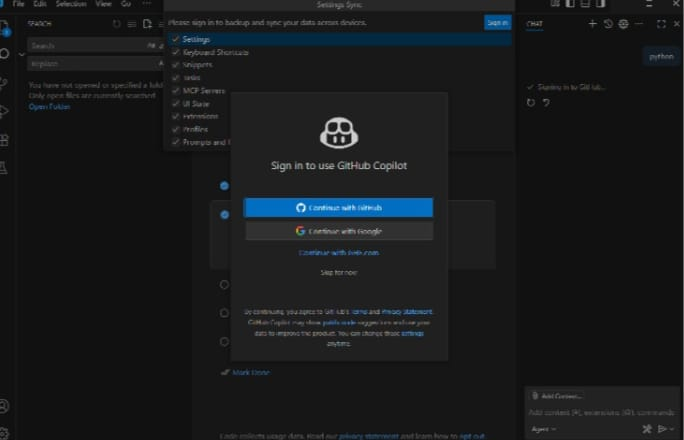 File Edit Selection View Go ...
Settings Sync
SEARCH
Search
Replace
You have not opened or specified a fold
Only open files are currently searched
Open Folder
Please sign in to backup and sync your data across devices.
Sign in
Settings
Keyboard Shortcuts
Snippets
Tasks
MCP Servers
UI State
Extensions
Profiles
Prompts and
Sign in to use GitHub Copilot
Continue with GitHub
Continue with Google
Continue with GHE.com
Skip for now
By continuing, you agree to GitHub's Terms and Privacy Statement.
GitHub Copilot may show public code suggestions and use your
data to improve the product. You can change these settings
anytime.
Mark Done
Code collects usage data. Read our privacy statement and learn how to opt out.
CHAT
python
Signing in to GitHub...
Add Context...
Add context (#), extensions (@), commands
Agent